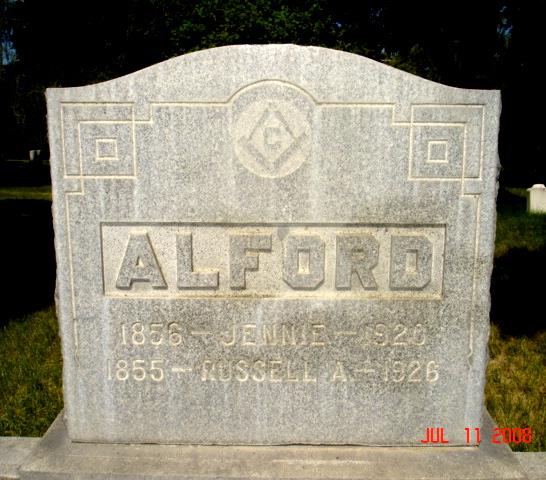 G
ALFORD
1856 — JENNIE — 1920
1855 — RUSSELL A. — 1926
JUL 11 2008